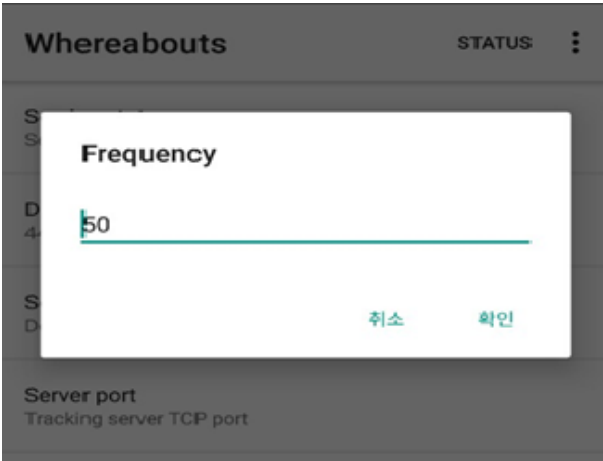 Whereabouts STATUS
Frequency
50
취소 확인
Server port
Tracking server TCP port